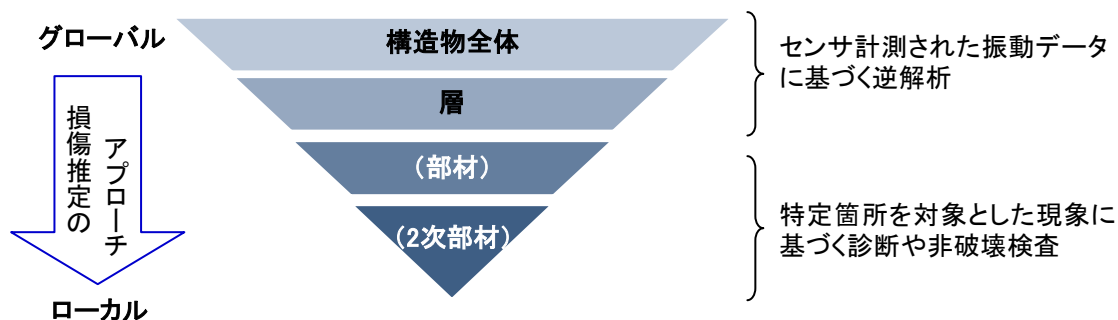 グローバル
構造物全体
層
(部材)
(2次部材)
損傷推定の
アプローチ
ローカル
センサ計測された振動データ
に基づく逆解析
特定箇所を対象とした現象に
基づく診断や非破壊検査